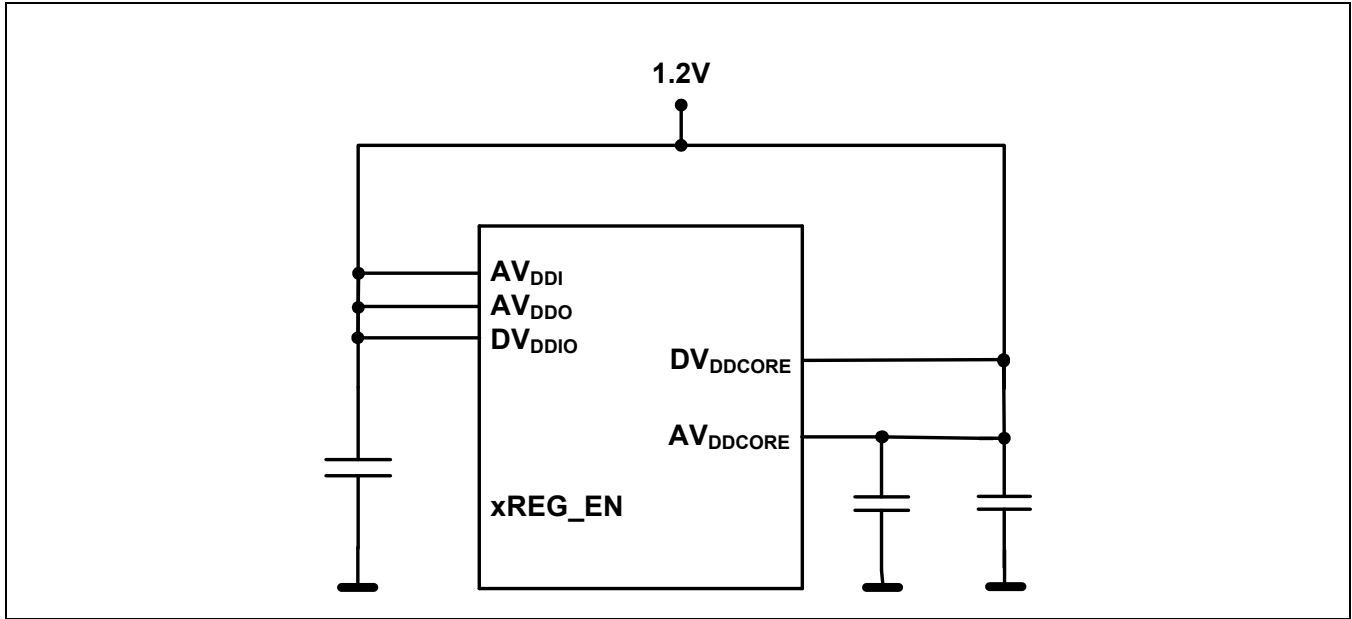 1.2V
AVDDI
AVDDO
DVDDIO
DVDDCORE
AVDDCORE
xREG_EN